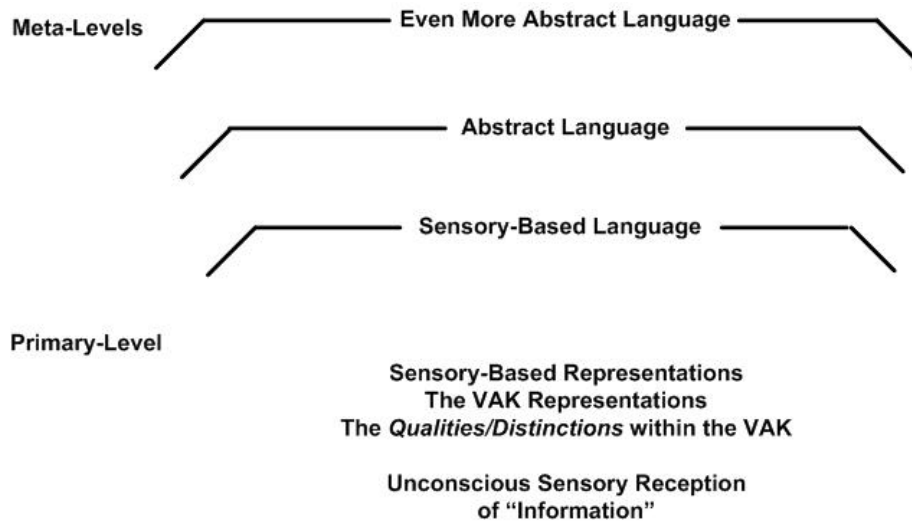 Meta-Levels
Even More Abstract Language
Abstract Language
Sensory-Based Language
Primary-Level
Sensory-Based Representations
The VAK Representations
The Qualities/Distinctions within the VAK
Unconscious Sensory Reception
of “Information”